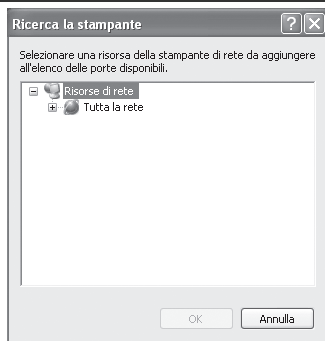 Ricerca la stampante
Selezionare una risorsa della stampante di rete da aggiungere
all'elenco delle porte disponibili.
Risorse di rete
Tutta la rete
OK
Annulla